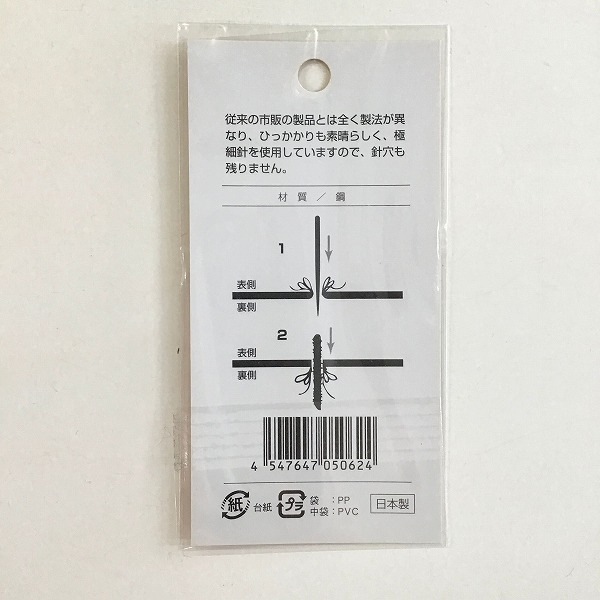 従来の市販の製品とは全く製法が異
なり、ひっかかりも素晴らしく、極
細針を使用していますので、針穴も
残りません。
材 質 ／ 鋼
1
表側
裏側
2
表側
裏側
4 547647 050624
紙 台紙
プラ 袋 ：PP
中袋：PVC
日本製